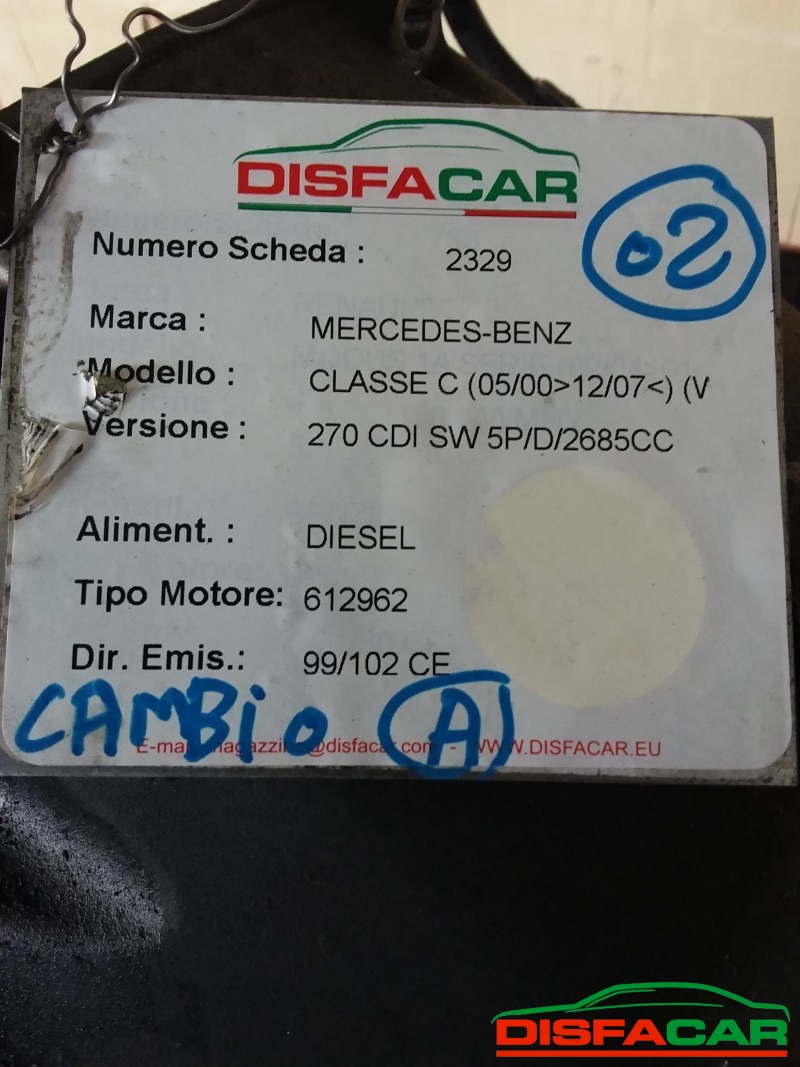 DISFACAR
02
Numero Scheda : 2329
Marca : MERCEDES-BENZ
Modello : CLASSE C (05/00>12/07<) (V
Versione : 270 CDI SW 5P/D/2685CC
Aliment. : DIESEL
Tipo Motore: 612962
Dir. Emis.: 99/102 CE
CAMBiO A
E-mail: magazzino@disfacar.com - WWW.DISFACAR.EU
DISFACAR